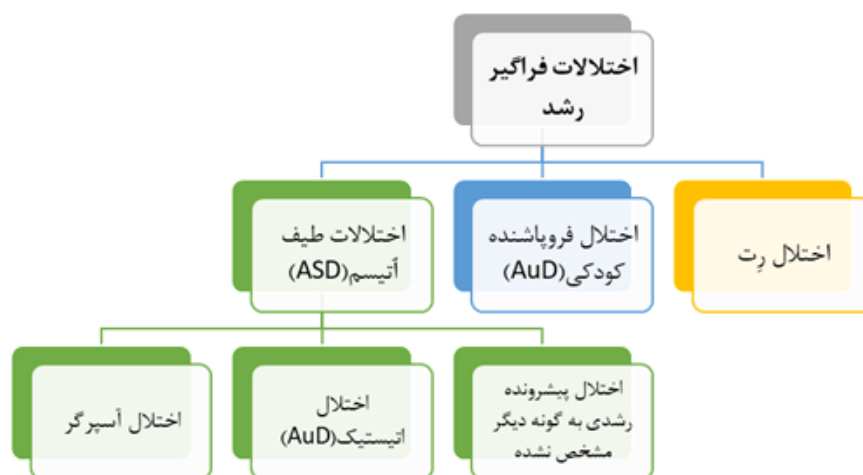 اختلالات فراگیر
رشد
اختلال رِت
اختلال فروپاشنده
کودکی(AuD)
اختلالات طیف
اُتیسم(ASD)
اختلال پیشرونده
رشدی به گونه دیگر
مشخص نشده
اختلال
اتیستیک(AuD)
اختلال آسپرگر